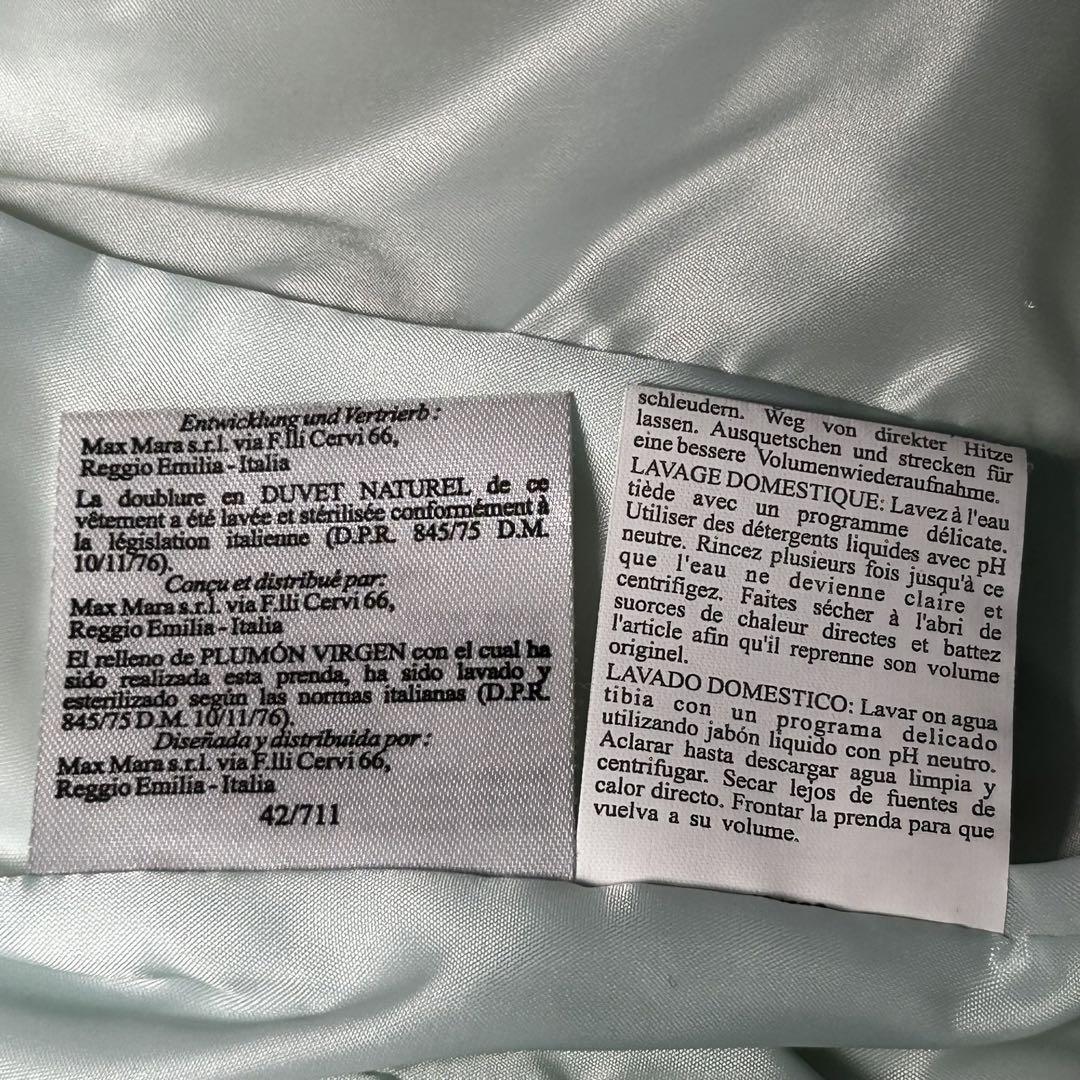 Entwicklung und Vertrierb :
Max Mara s.r.l. via F.lli Cervi 66,
Reggio Emilia - Italia
La doublure en DUVET NATUREL de ce
vêtement a été lavée et stérilisée conformément à
la législation italienne (D.P.R. 845/75 D.M.
10/11/76).
Conçu et distribué par:
Max Mara s.r.l. via F.lli Cervi 66,
Reggio Emilia - Italia
El relleno de PLUMÓN VIRGEN con el cual ha
sido realizada esta prenda, ha sido lavado y
esterilizado según las normas italianas (D.P.R.
845/75 D.M. 10/11/76).
Diseñada y distribuida por :
Max Mara s.r.l. via F.lli Cervi 66,
Reggio Emilia - Italia
42/711
schleudern. Weg von direkter Hitze
lassen. Ausquetschen und strecken für
eine bessere Volumenwiederaufnahme.
LAVAGE DOMESTIQUE: Lavez à l'eau
tiède avec un programme délicate.
Utiliser des détergents liquides avec pH
neutre. Rincez plusieurs fois jusqu'à ce
que l'eau ne devienne claire et
centrifigez. Faites sécher à l'abri de
suorces de chaleur directes et battez
l'article afin qu'il reprenne son volume
originel.
LAVADO DOMESTICO: Lavar on agua
tibia con un programa delicado
utilizando jabón líquido con pH neutro.
Aclarar hasta descargar agua limpia y
centrifugar. Secar lejos de fuentes de
calor directo. Frontar la prenda para que
vuelva a su volume.